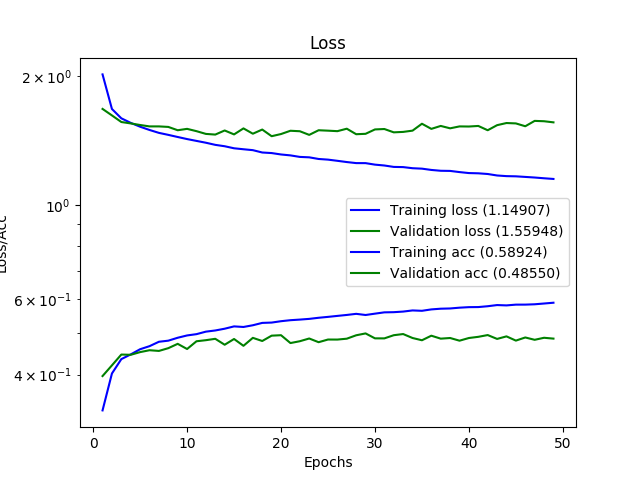 Loss
2 × 10⁰
10⁰
6 × 10⁻¹
4 × 10⁻¹
Loss/Acc
Training loss (1.14907)
Validation loss (1.55948)
Training acc (0.58924)
Validation acc (0.48550)
0 10 20 30 40 50
Epochs